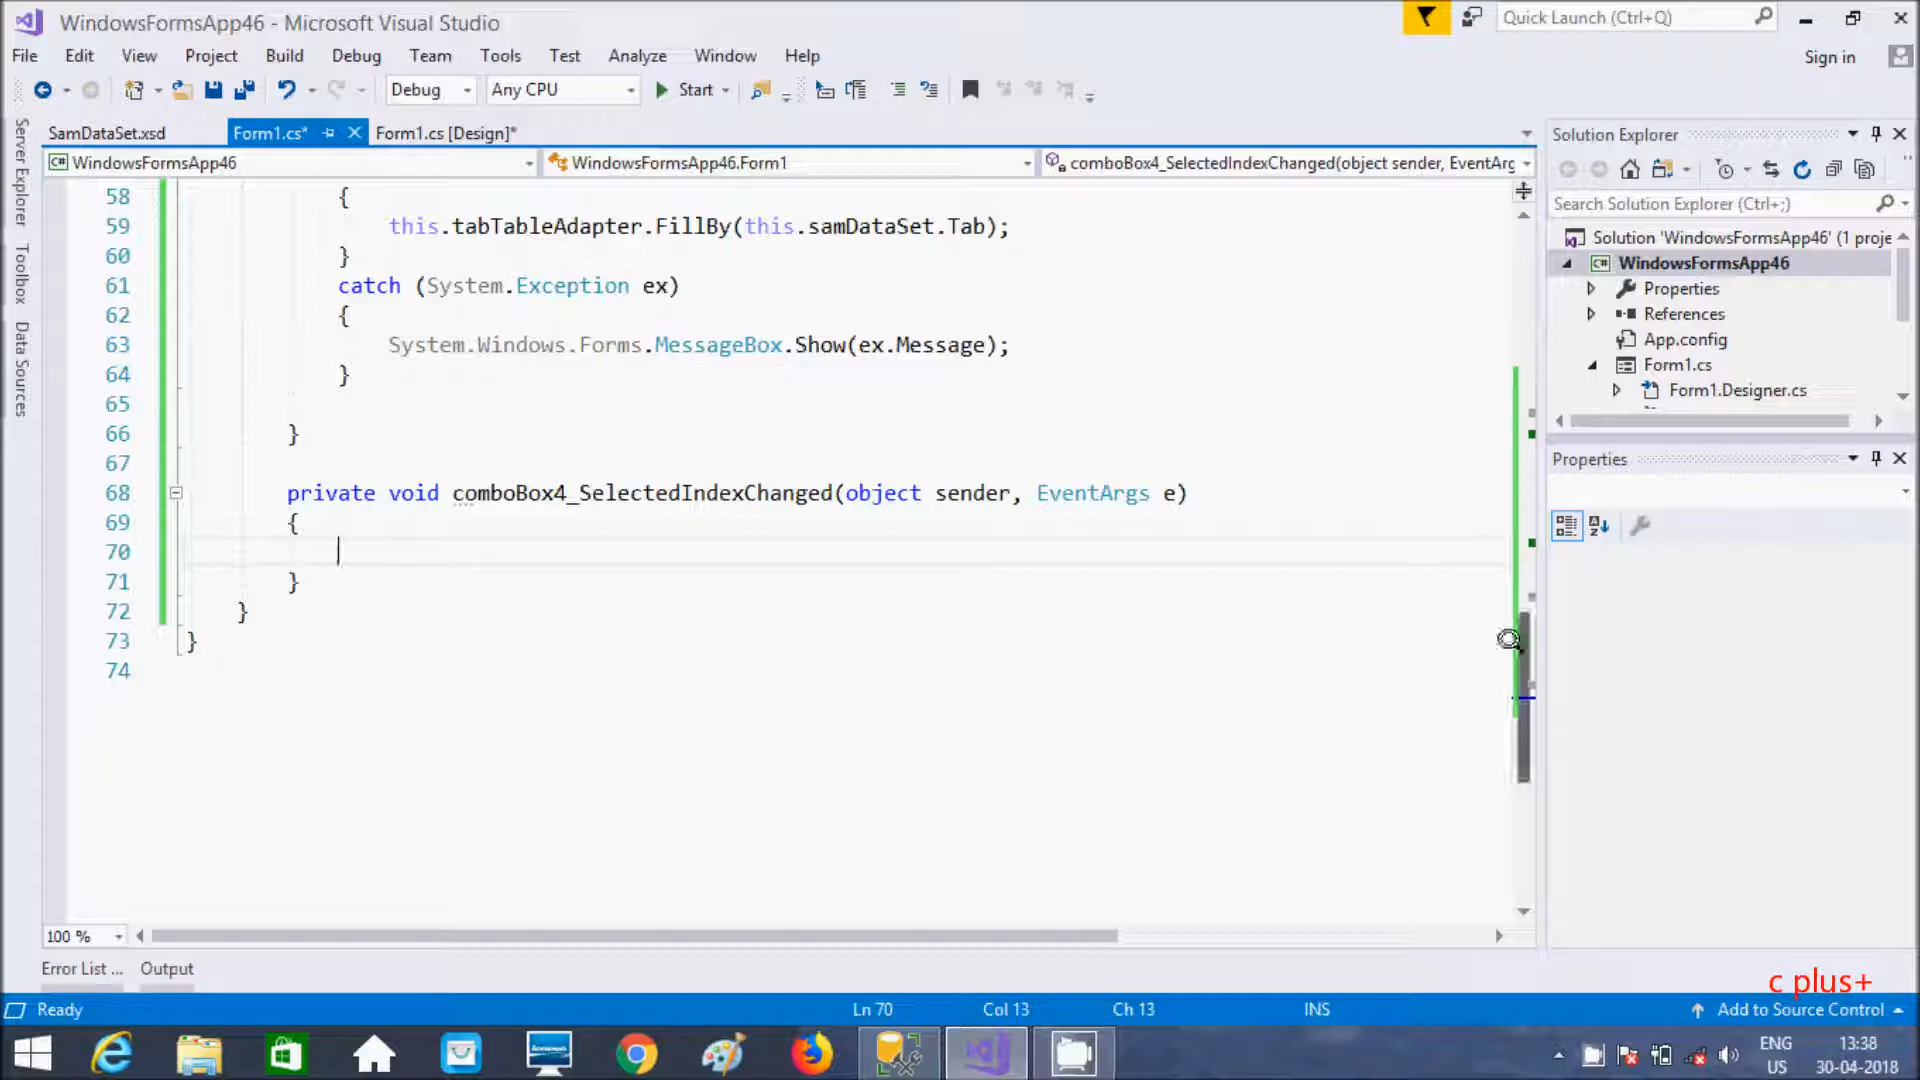 WindowsFormsApp46 - Microsoft Visual Studio
Quick Launch (Ctrl+Q)
File Edit View Project Build Debug Team Tools Test Analyze Window Help
Sign in
Debug Any CPU Start
SamDataSet.xsd Form1.cs* Form1.cs [Design]*
WindowsFormsApp46 WindowsFormsApp46.Form1 comboBox4_SelectedIndexChanged(object sender, EventArg
Server Explorer
Toolbox
Data Sources
58 {
59 this.tabTableAdapter.FillBy(this.samDataSet.Tab);
60 }
61 catch (System.Exception ex)
62 {
63 System.Windows.Forms.MessageBox.Show(ex.Message);
64 }
65
66 }
67
68 private void comboBox4_SelectedIndexChanged(object sender, EventArgs e)
69 {
70
71 }
72 }
73 }
74
100 %
Error List ... Output
Solution Explorer
Search Solution Explorer (Ctrl+;)
Solution 'WindowsFormsApp46' (1 proje
C# WindowsFormsApp46
Properties
References
App.config
Form1.cs
Form1.Designer.cs
Properties
c plus+
Ready Ln 70 Col 13 Ch 13 INS Add to Source Control
ENG 13:38
US 30-04-2018